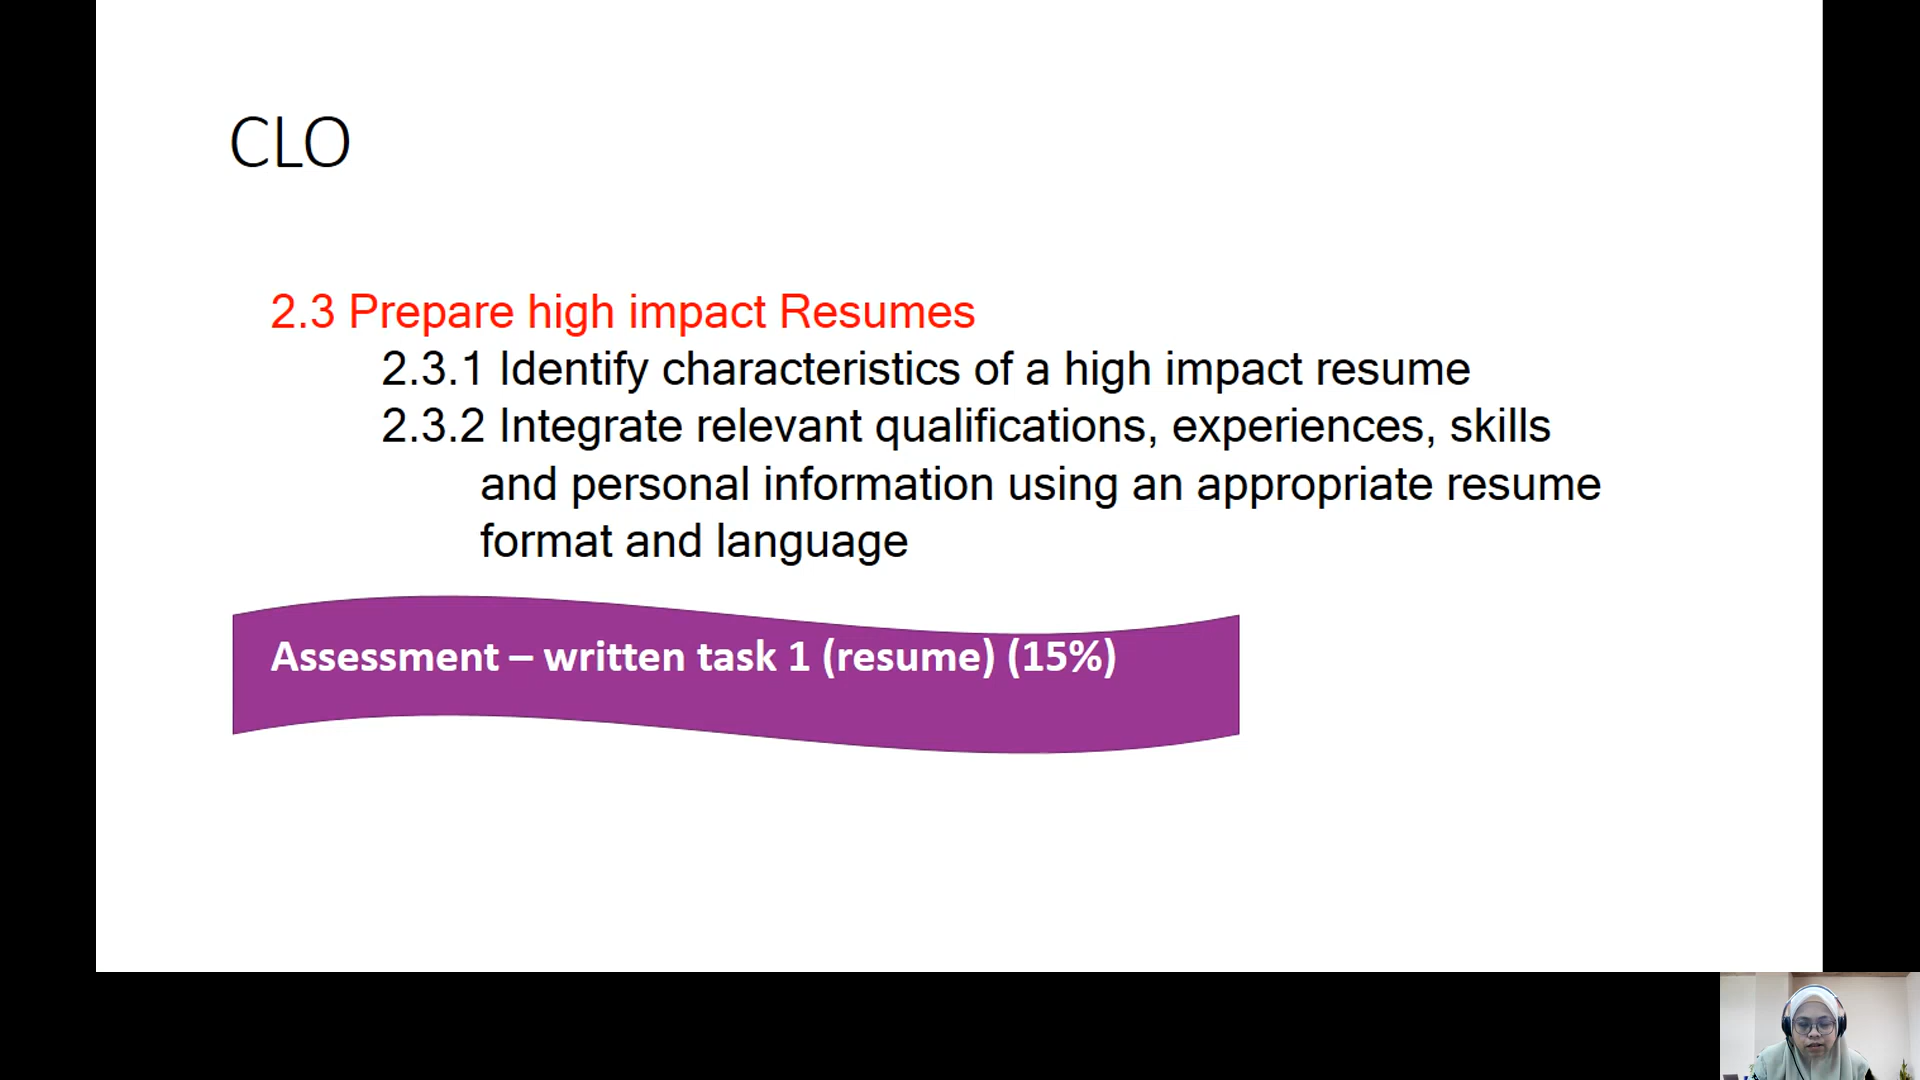 CLO
2.3 Prepare high impact Resumes
2.3.1 Identify characteristics of a high impact resume
2.3.2 Integrate relevant qualifications, experiences, skills
and personal information using an appropriate resume
format and language
Assessment – written task 1 (resume) (15%)